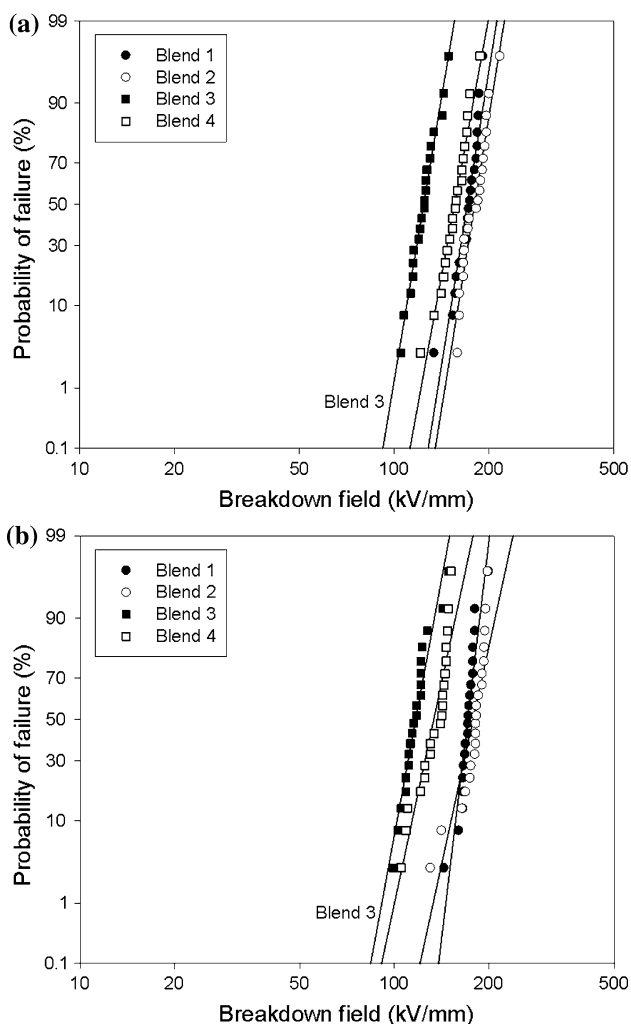 (a)
99
90
70
50
30
10
1
0.1
Probability of failure (%)
Blend 1
Blend 2
Blend 3
Blend 4
Blend 3
10 20 50 100 200 500
Breakdown field (kV/mm)
(b)
99
90
70
50
30
10
1
0.1
Probability of failure (%)
Blend 1
Blend 2
Blend 3
Blend 4
Blend 3
10 20 50 100 200 500
Breakdown field (kV/mm)